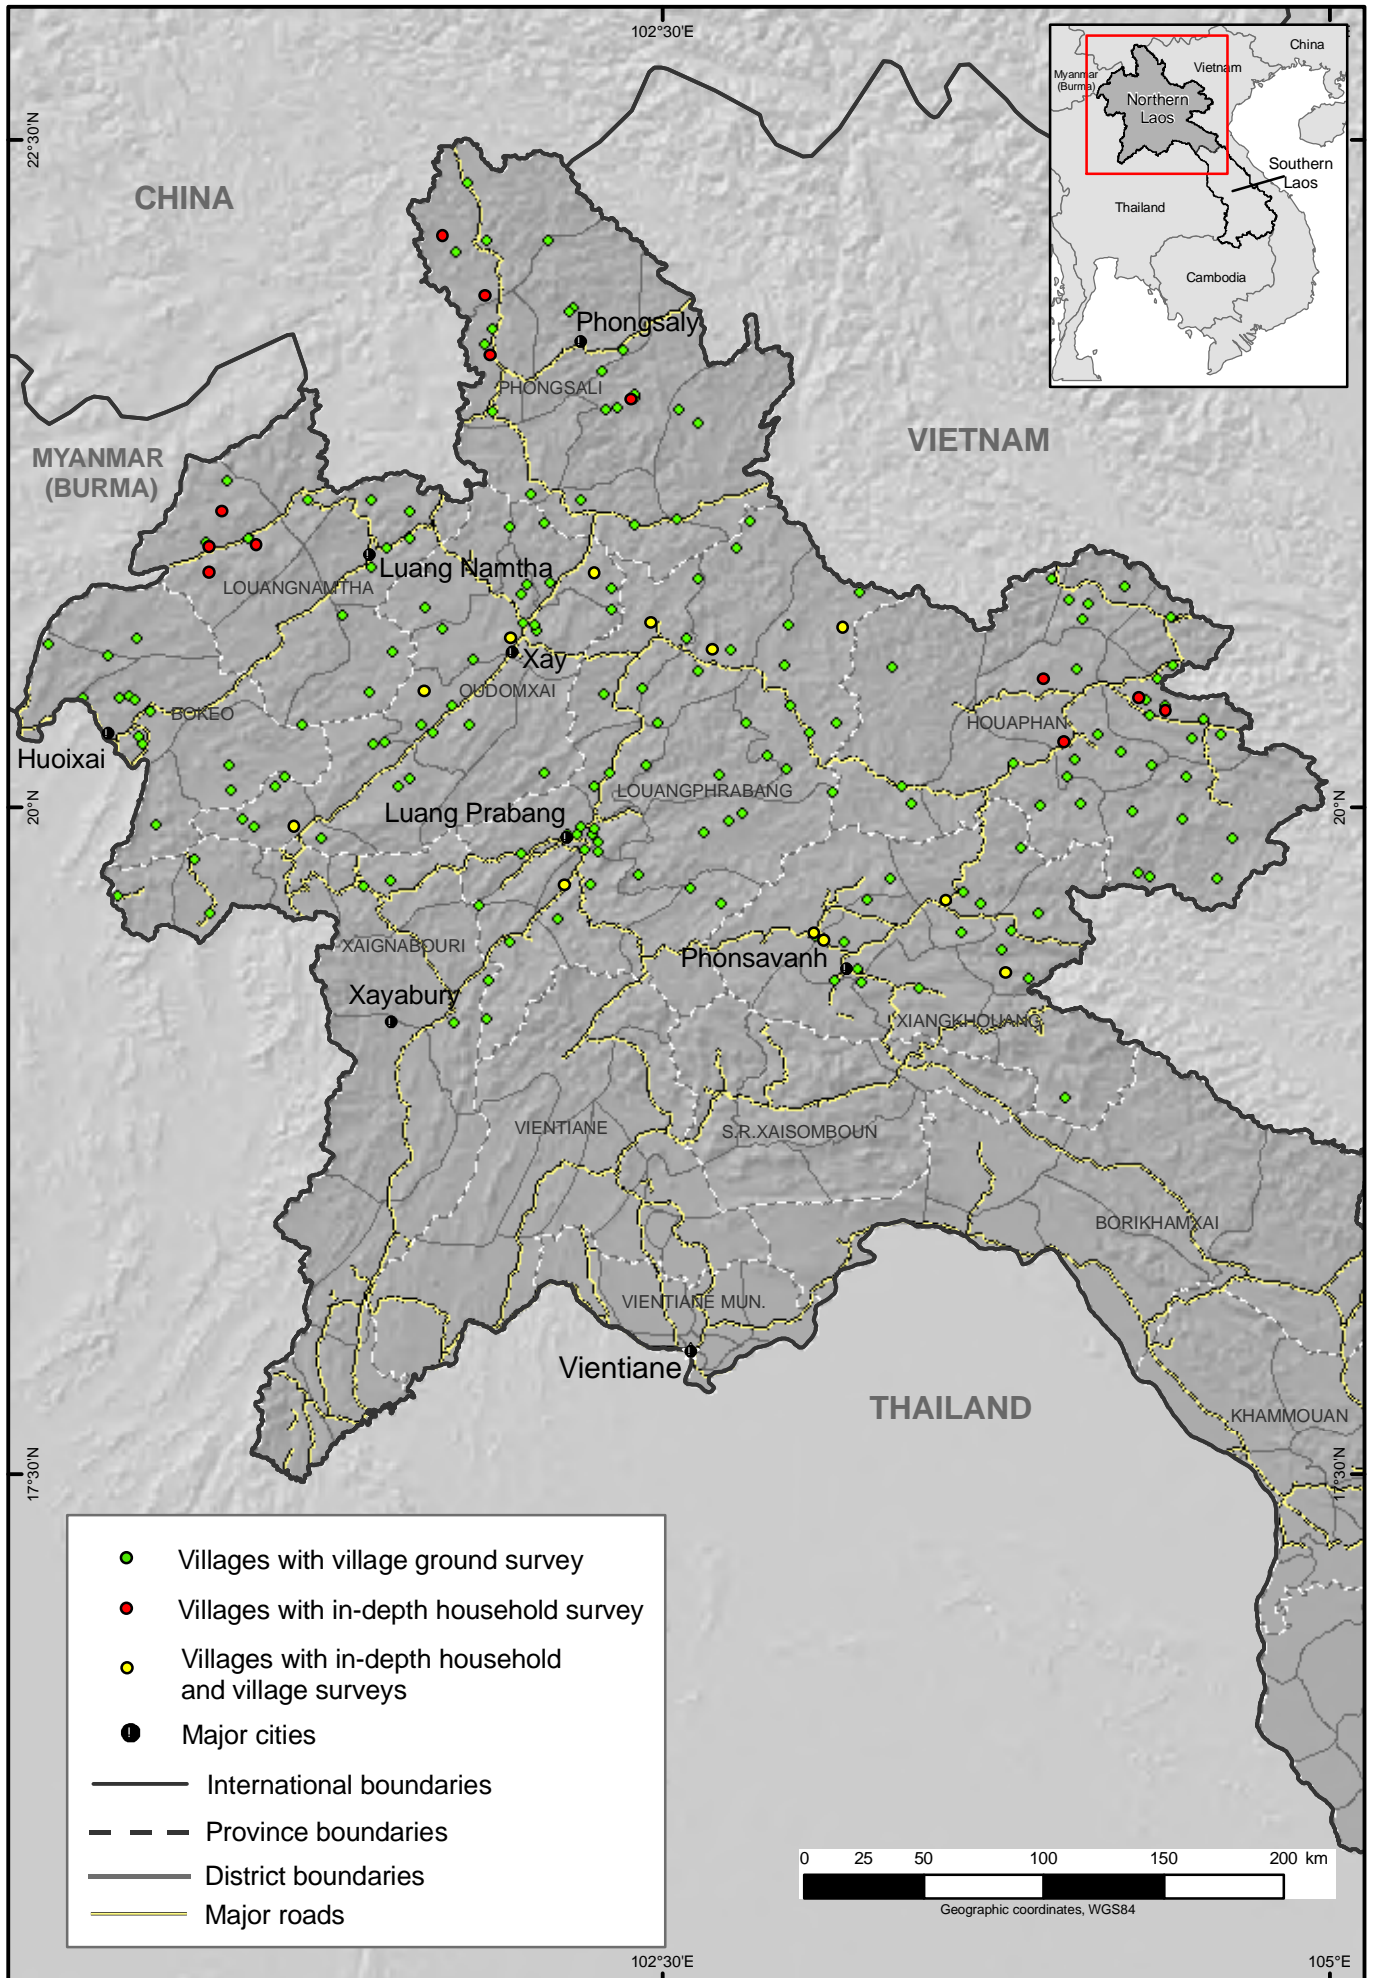 102°30'E
China
Myanmar
(Burma)
Vietnam
Northern
Laos
Southern
Laos
Thailand
Cambodia
22°30'N
CHINA
Phongsaly
PHONGSALI
MYANMAR
(BURMA)
VIETNAM
Luang Namtha
LOUANGNAMTHA
Xay
OUDOMXAI
BOKEO
HOUAPHAN
Huoixai
LOUANGPHRABANG
20°N
20°N
Luang Prabang
XAIGNABOURI
Phonsavanh
Xayabury
XIANGKHOUANG
VIENTIANE
S.R.XAISOMBOUN
BORIKHAMXAI
VIENTIANE MUN.
Vientiane
THAILAND
KHAMMOUAN
17°30'N
17°30'N
Villages with village ground survey
Villages with in-depth household survey
Villages with in-depth household
and village surveys
Major cities
International boundaries
Province boundaries
District boundaries
Major roads
0 25 50 100 150 200 km
Geographic coordinates, WGS84
102°30'E
105°E